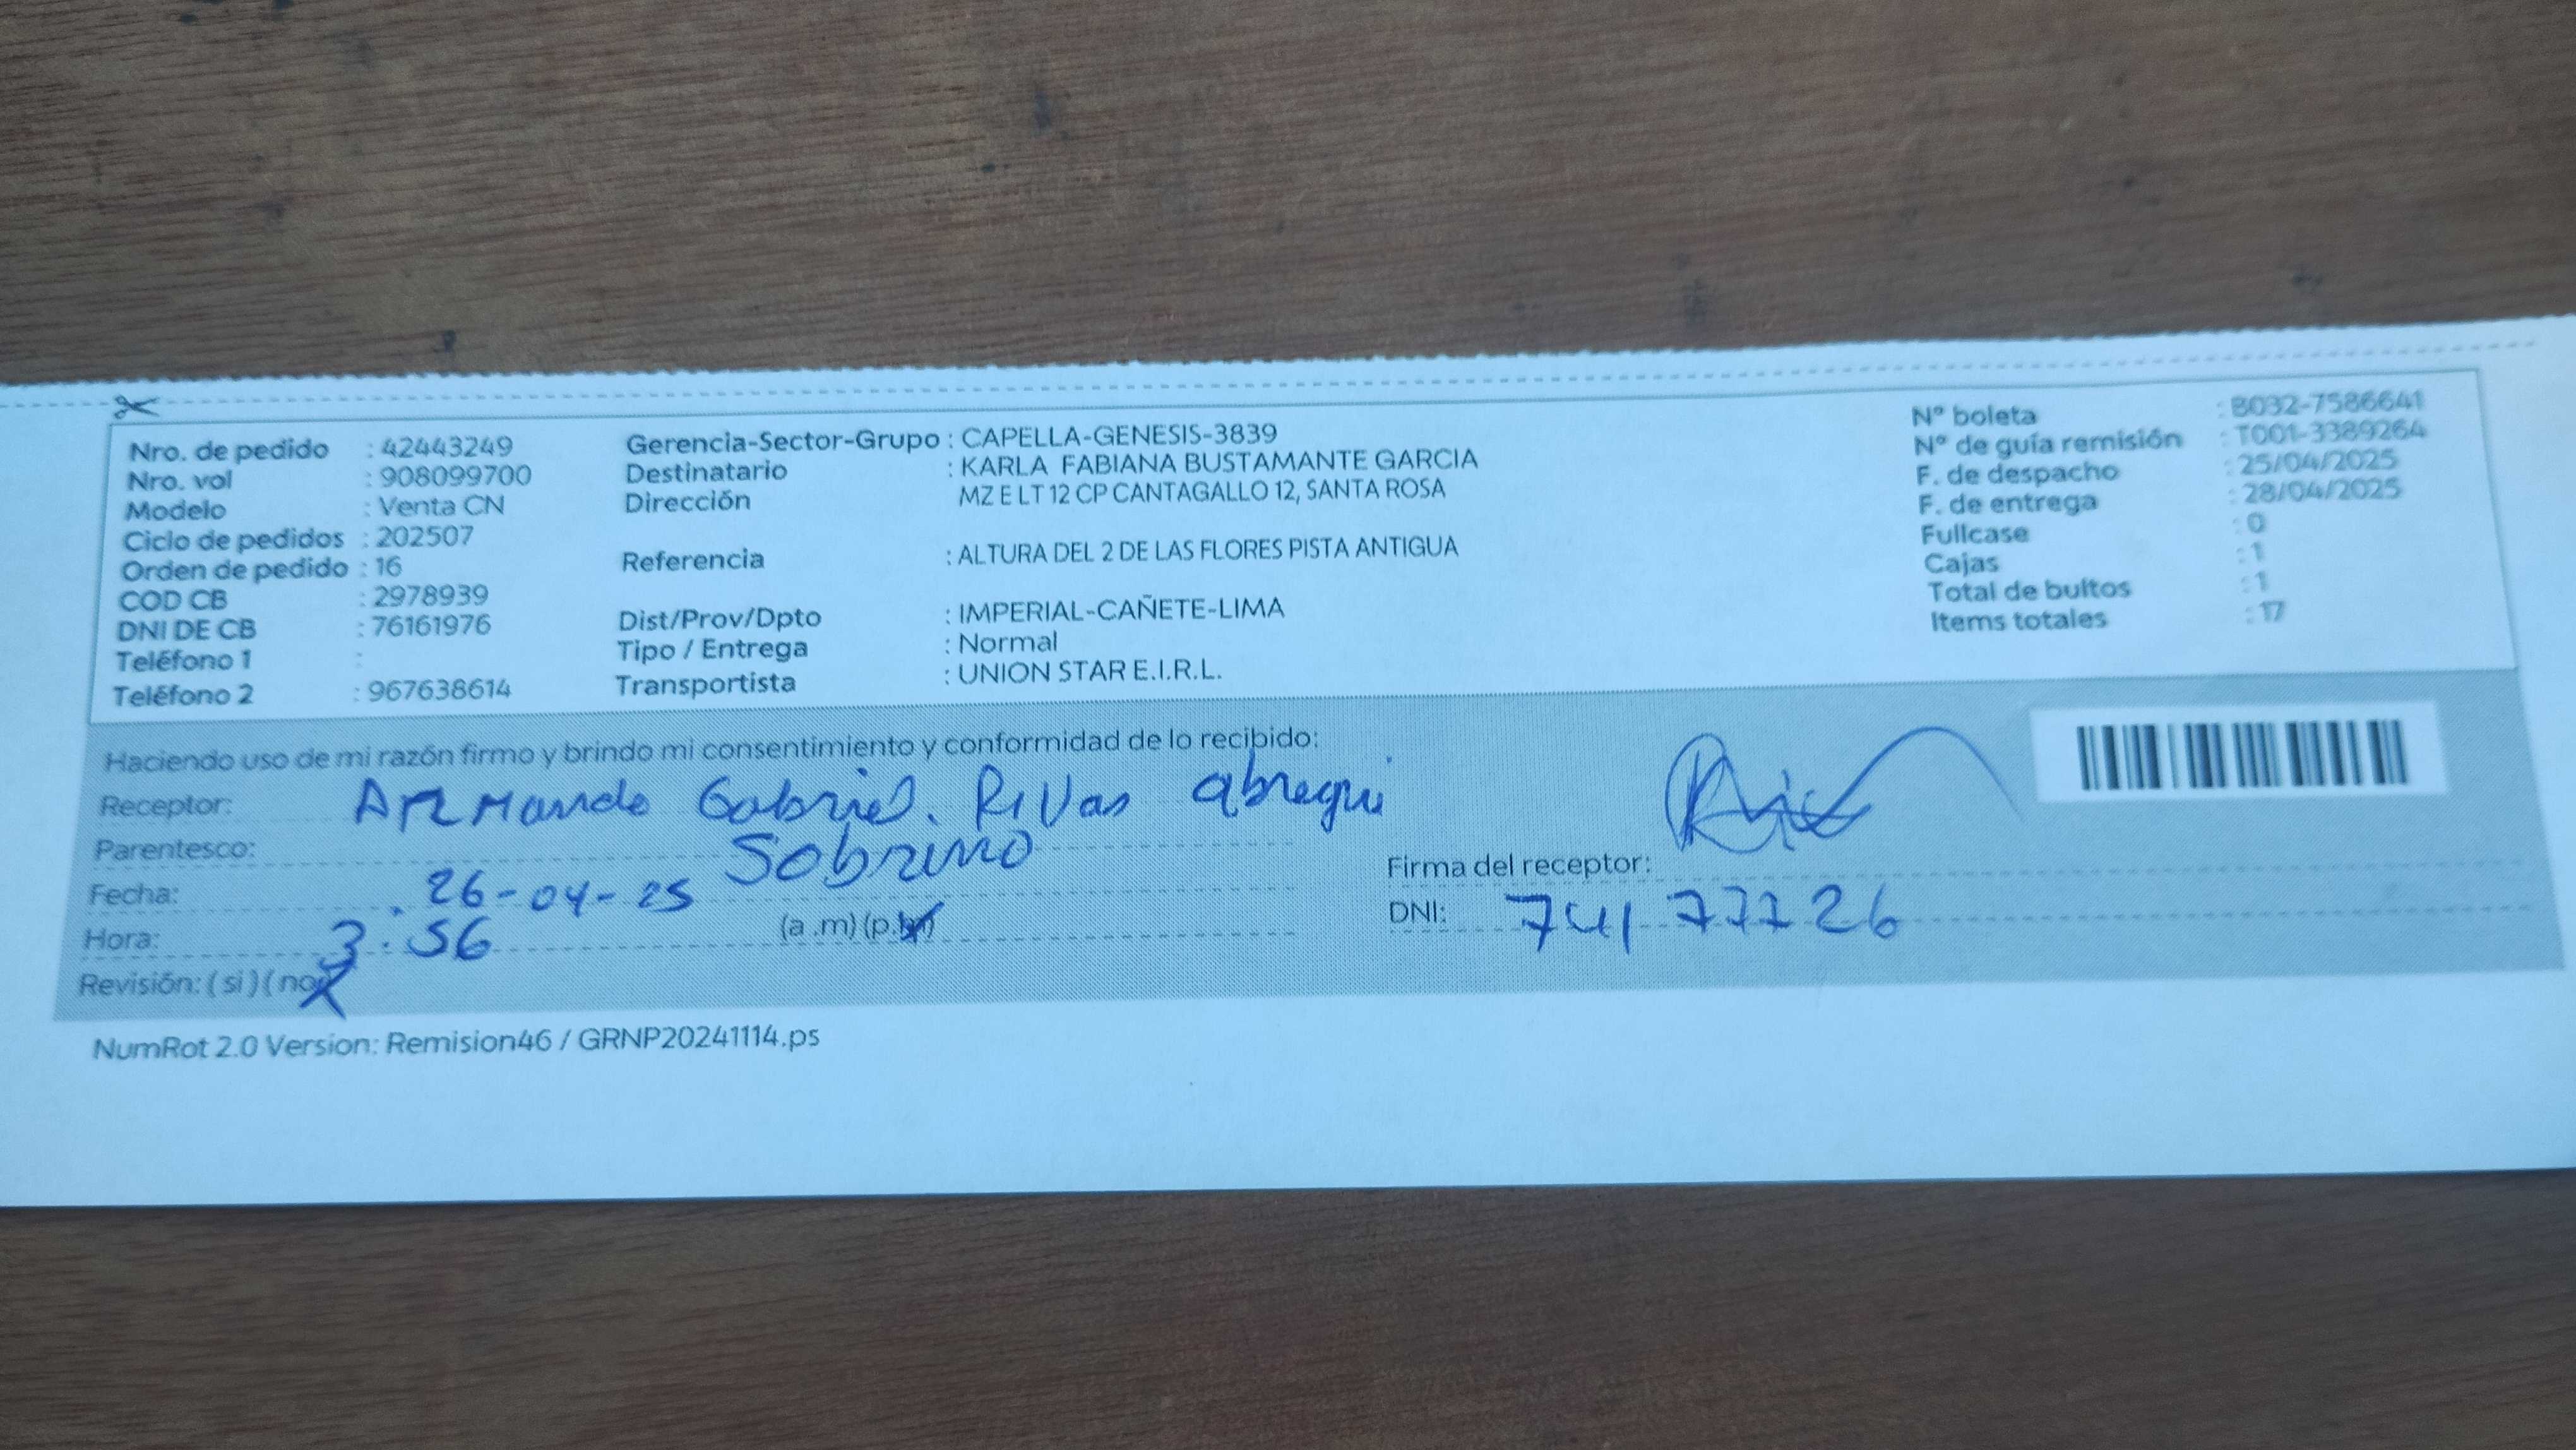 Nro. de pedido : 42443249
Nro. vol : 908099700
Modelo : Venta CN
Ciclo de pedidos : 202507
Orden de pedido : 16
COD CB : 2978939
DNI DE CB : 76161976
Teléfono 1 :
Teléfono 2 : 967638614
Gerencia-Sector-Grupo : CAPELLA-GENESIS-3839
Destinatario : KARLA FABIANA BUSTAMANTE GARCIA
Dirección MZ E LT 12 CP CANTAGALLO 12, SANTA ROSA
Referencia : ALTURA DEL 2 DE LAS FLORES PISTA ANTIGUA
Dist/Prov/Dpto : IMPERIAL-CAÑETE-LIMA
Tipo / Entrega : Normal
Transportista : UNION STAR E.I.R.L.
N° boleta : B032-7586641
N° de guía remisión : T001-3389264
F. de despacho : 25/04/2025
F. de entrega : 28/04/2025
Fullcase : 0
Cajas : 1
Total de bultos : 1
Items totales : 17
Haciendo uso de mi razón firmo y brindo mi consentimiento y conformidad de lo recibido:
Receptor: Armando Gabriel. Rivas abregu
Parentesco: Sobrino
Fecha: 26-04-25
Hora: 3:56 (a .m) (p.m)
Revisión: ( si ) ( no )
Firma del receptor:
DNI: 74177726
NumRot 2.0 Version: Remision46 / GRNP20241114.ps